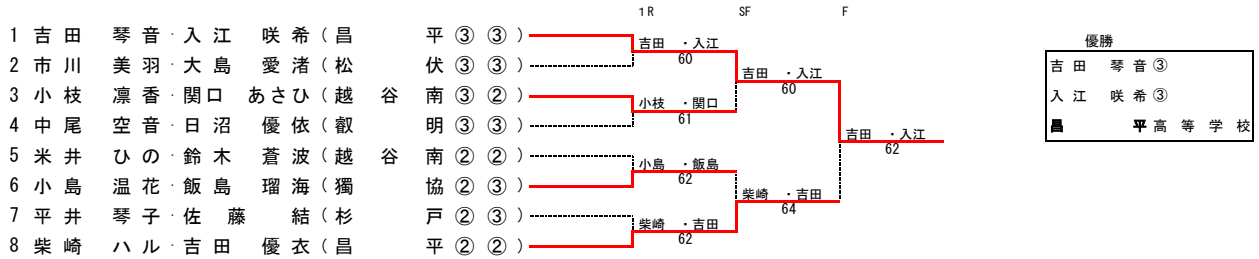 1R SF F
1 吉田 琴音・入江 咲希(昌 平③③)
2 市川 美羽・大島 愛渚(松 伏③③)
3 小枝 凛香・関口 あさひ(越 谷 南③②)
4 中尾 空音・日沼 優依(叡 明③③)
5 米井 ひの・鈴木 蒼波(越 谷 南②②)
6 小島 温花・飯島 瑠海(獨 協②③)
7 平井 琴子・佐藤 結(杉 戸②③)
8 柴崎 ハル・吉田 優衣(昌 平②②)
吉田 ・入江
60
小枝 ・関口
61
小島 ・飯島
62
柴崎 ・吉田
62
吉田 ・入江
60
柴崎 ・吉田
64
吉田 ・入江
62
優勝
吉田 琴音③
入江 咲希③
昌 平高等学校